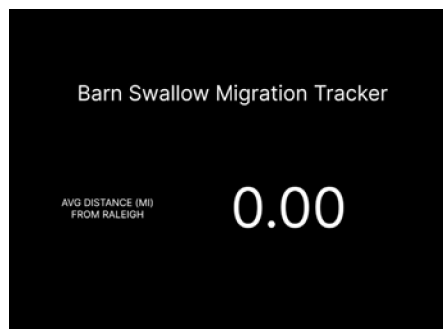 Barn Swallow Migration Tracker
AVG DISTANCE (MI)
FROM RALEIGH
0.00